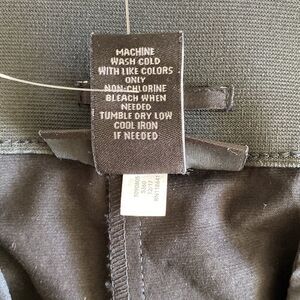 MACHINE
WASH COLD
WITH LIKE COLORS
ONLY
NON-CHLORINE
BLEACH WHEN
NEEDED
TUMBLE DRY LOW
COOL IRON
IF NEEDED